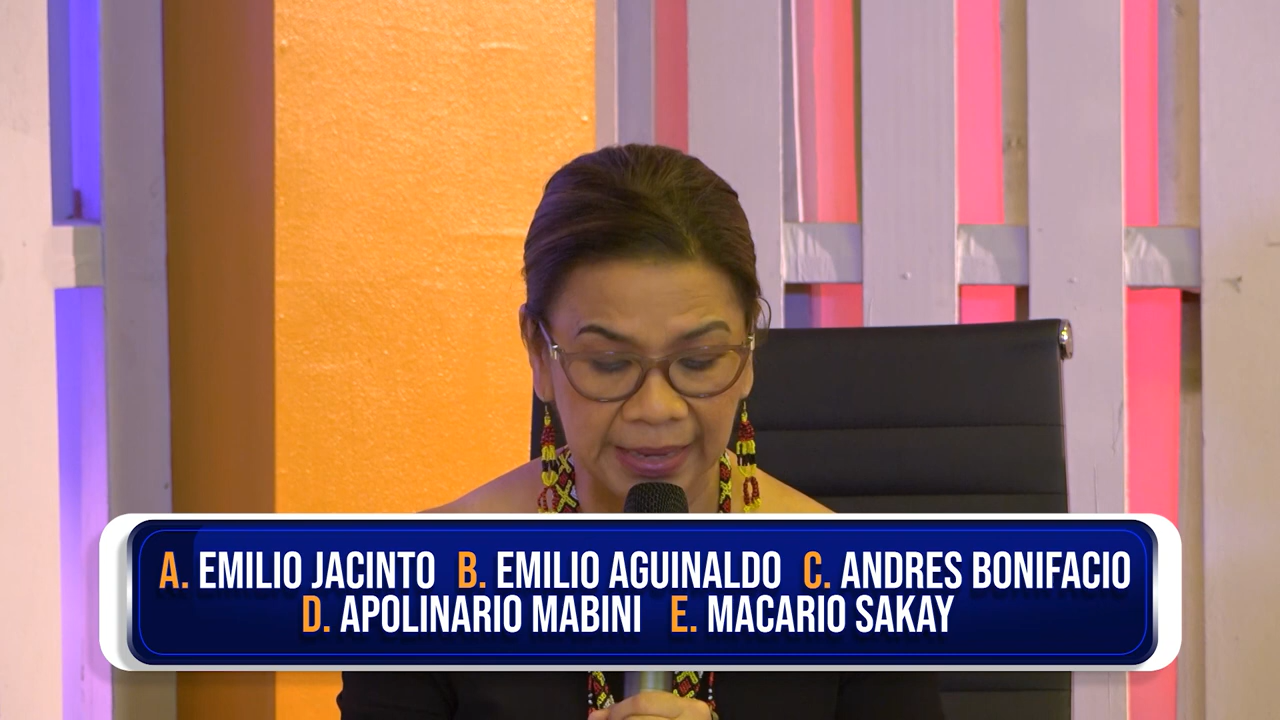 A. EMILIO JACINTO B. EMILIO AGUINALDO C. ANDRES BONIFACIO
D. APOLINARIO MABINI E. MACARIO SAKAY